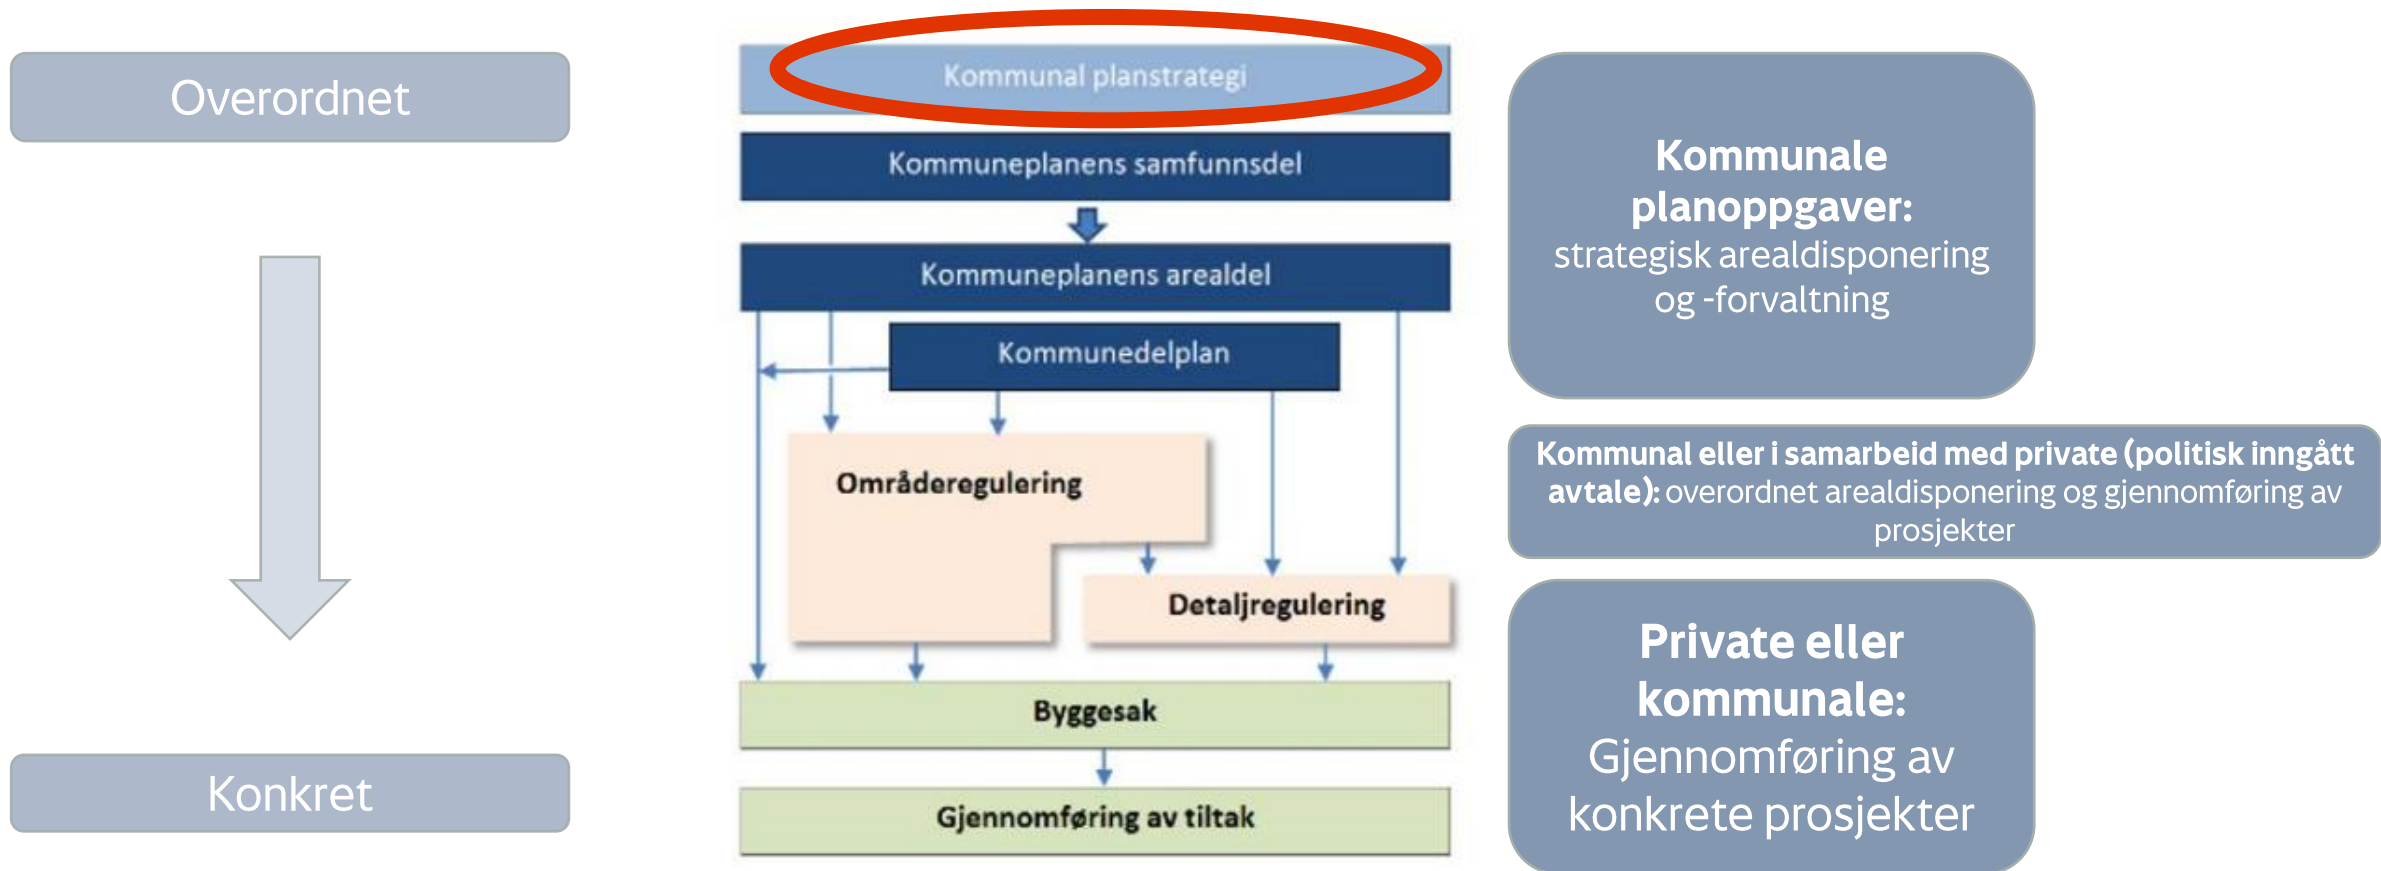 Overordnet
Konkret
Kommunal planstrategi
Kommuneplanens samfunnsdel
Kommuneplanens arealdel
Kommunedelplan
Områderegulering
Detaljregulering
Byggesak
Gjennomføring av tiltak
Kommunale
planoppgaver:
strategisk arealdisponering
og -forvaltning
Kommunal eller i samarbeid med private (politisk inngått
avtale): overordnet arealdisponering og gjennomføring av
prosjekter
Private eller
kommunale:
Gjennomføring av
konkrete prosjekter